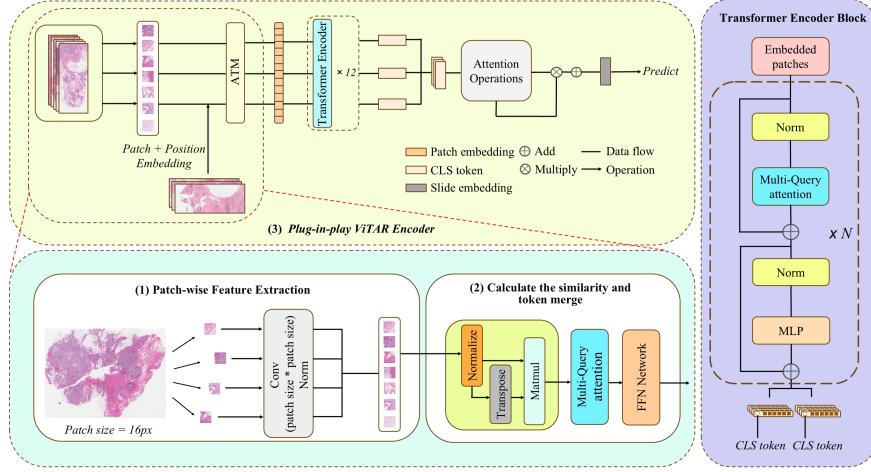 ATM
Transformer Encoder
× 12
Attention
Operations
Predict
Patch + Position
Embedding
Patch embedding
CLS token
Slide embedding
Add
Multiply
Data flow
Operation
(3) Plug-in-play ViTAR Encoder
(1) Patch-wise Feature Extraction
Conv
(patch size * patch size)
Norm
Patch size = 16px
(2) Calculate the similarity and
token merge
Normalize
Transpose
Matmul
Multi-Query
attention
FFN Network
Transformer Encoder Block
Embedded
patches
Norm
Multi-Query
attention
x N
Norm
MLP
CLS token
CLS token